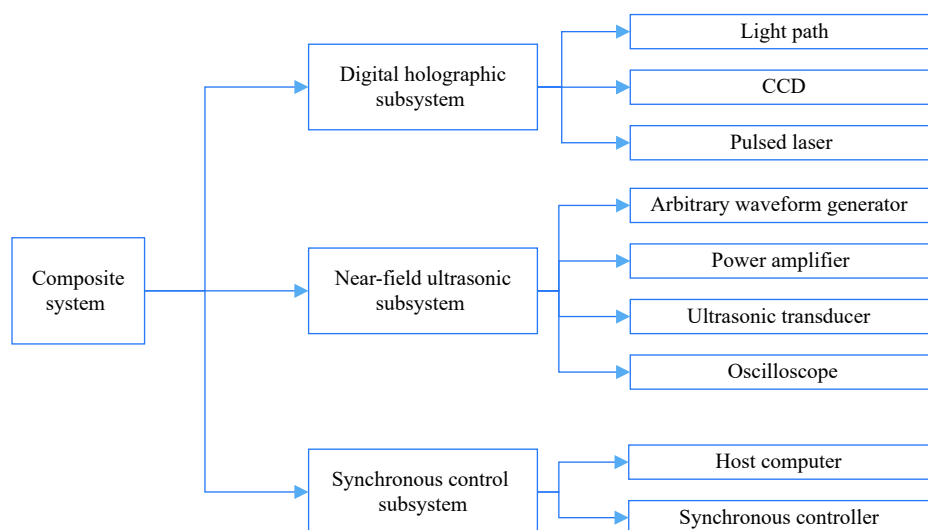 Composite
system
Digital holographic
subsystem
Light path
CCD
Pulsed laser
Near-field ultrasonic
subsystem
Arbitrary waveform generator
Power amplifier
Ultrasonic transducer
Oscilloscope
Synchronous control
subsystem
Host computer
Synchronous controller